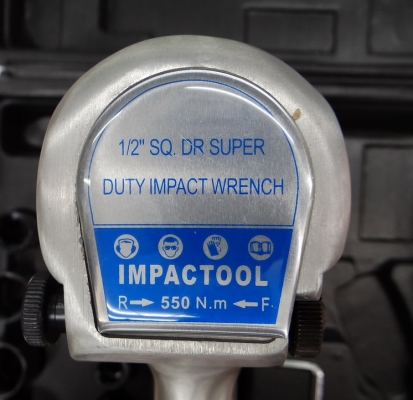 1/2" SQ. DR SUPER
DUTY IMPACT WRENCH
IMPACTOOL
R→ 550 N.m ←F